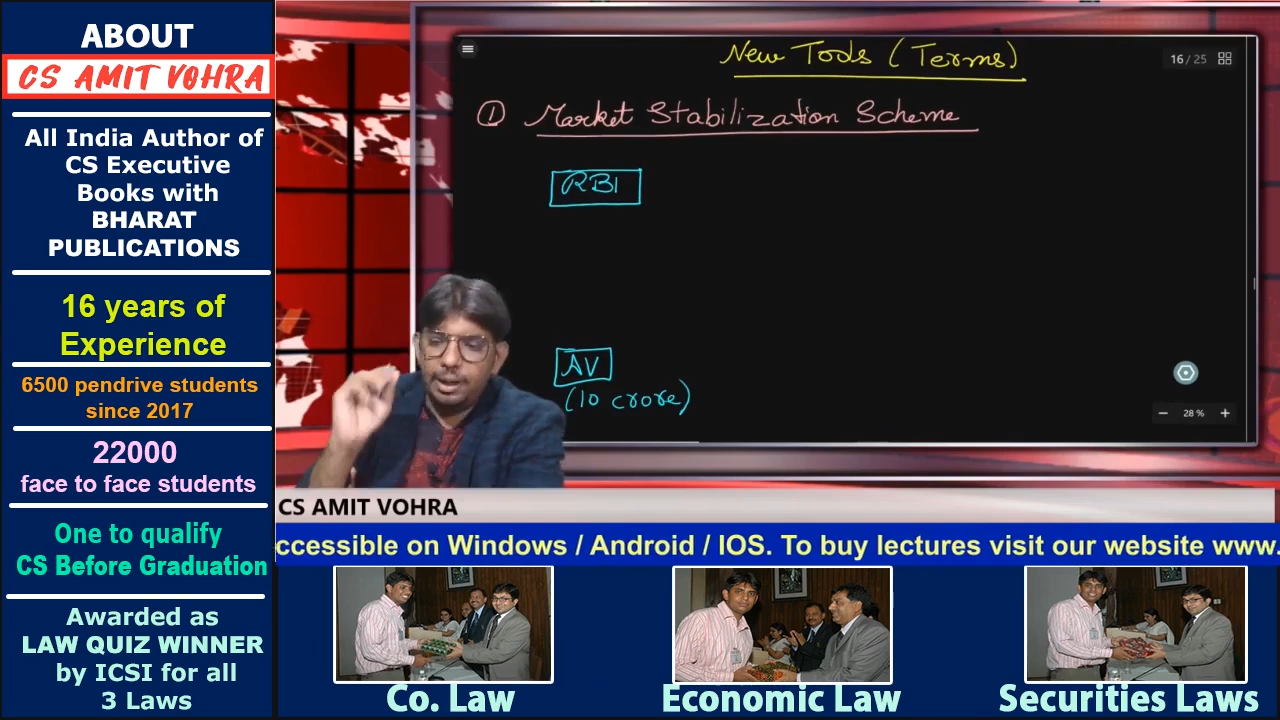 ABOUT
CS AMIT VOHRA
All India Author of
CS Executive
Books with
BHARAT
PUBLICATIONS
16 years of
Experience
6500 pendrive students
since 2017
22000
face to face students
One to qualify
CS Before Graduation
Awarded as
LAW QUIZ WINNER
by ICSI for all
3 Laws
New Tools (Terms)
16 / 25
① Market Stabilization Scheme
RBI
AV
(10 crore)
28 %
CS AMIT VOHRA
ccessible on Windows / Android / IOS. To buy lectures visit our website www.
Co. Law
Economic Law
Securities Laws